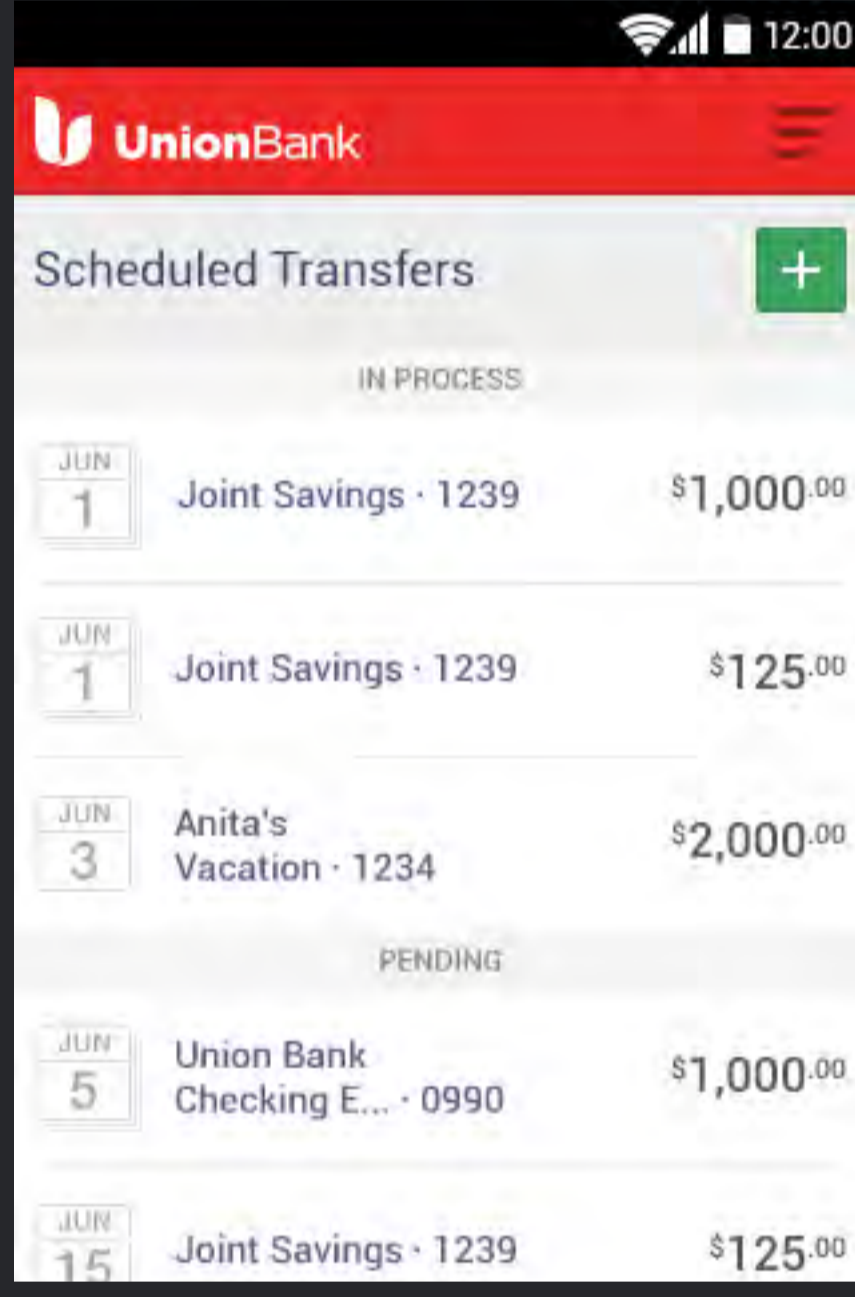 12:00
UnionBank
Scheduled Transfers
+
IN PROCESS
JUN
1
Joint Savings · 1239
$1,000.00
JUN
1
Joint Savings · 1239
$125.00
JUN
3
Anita's
Vacation · 1234
$2,000.00
PENDING
JUN
5
Union Bank
Checking E... · 0990
$1,000.00
JUN
15
Joint Savings · 1239
$125.00